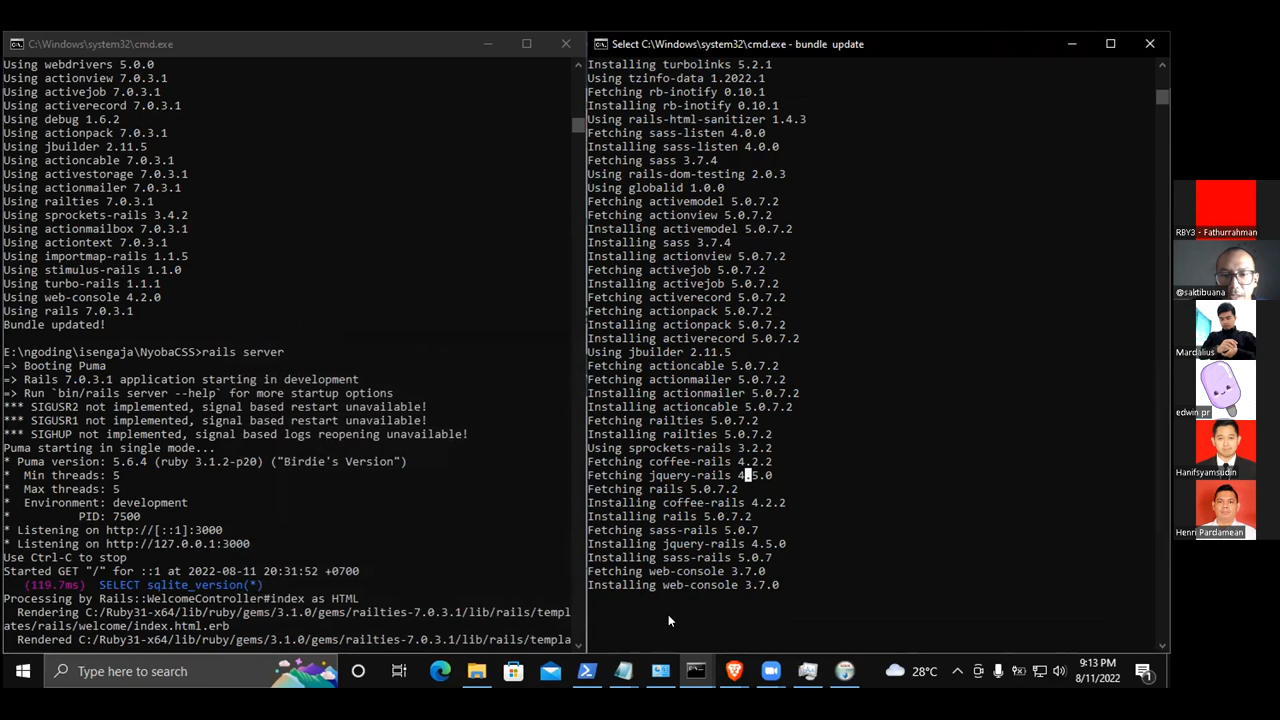 C:\Windows\system32\cmd.exe
Using webdrivers 5.0.0
Using actionview 7.0.3.1
Using activejob 7.0.3.1
Using activerecord 7.0.3.1
Using debug 1.6.2
Using actionpack 7.0.3.1
Using jbuilder 2.11.5
Using actioncable 7.0.3.1
Using activestorage 7.0.3.1
Using actionmailer 7.0.3.1
Using railties 7.0.3.1
Using sprockets-rails 3.4.2
Using actionmailbox 7.0.3.1
Using actiontext 7.0.3.1
Using importmap-rails 1.1.5
Using stimulus-rails 1.1.0
Using turbo-rails 1.1.1
Using web-console 4.2.0
Using rails 7.0.3.1
Bundle updated!
E:\ngoding\isengaja\NyobaCSS>rails server
=> Booting Puma
=> Rails 7.0.3.1 application starting in development
=> Run `bin/rails server --help` for more startup options
*** SIGUSR2 not implemented, signal based restart unavailable!
*** SIGUSR1 not implemented, signal based restart unavailable!
*** SIGHUP not implemented, signal based logs reopening unavailable!
Puma starting in single mode...
* Puma version: 5.6.4 (ruby 3.1.2-p20) ("Birdie's Version")
*  Min threads: 5
*  Max threads: 5
*  Environment: development
*          PID: 7500
* Listening on http://[::1]:3000
* Listening on http://127.0.0.1:3000
Use Ctrl-C to stop
Started GET "/" for ::1 at 2022-08-11 20:31:52 +0700
(119.7ms)  SELECT sqlite_version(*)
Processing by Rails::WelcomeController#index as HTML
Rendering C:/Ruby31-x64/lib/ruby/gems/3.1.0/gems/railties-7.0.3.1/lib/rails/templ
ates/rails/welcome/index.html.erb
Rendered C:/Ruby31-x64/lib/ruby/gems/3.1.0/gems/railties-7.0.3.1/lib/rails/templa
Select C:\Windows\system32\cmd.exe - bundle  update
Installing turbolinks 5.2.1
Using tzinfo-data 1.2022.1
Fetching rb-inotify 0.10.1
Installing rb-inotify 0.10.1
Using rails-html-sanitizer 1.4.3
Fetching sass-listen 4.0.0
Installing sass-listen 4.0.0
Fetching sass 3.7.4
Using rails-dom-testing 2.0.3
Using globalid 1.0.0
Fetching activemodel 5.0.7.2
Fetching actionview 5.0.7.2
Installing activemodel 5.0.7.2
Installing sass 3.7.4
Installing actionview 5.0.7.2
Fetching activejob 5.0.7.2
Installing activejob 5.0.7.2
Fetching activerecord 5.0.7.2
Fetching actionpack 5.0.7.2
Installing actionpack 5.0.7.2
Installing activerecord 5.0.7.2
Using jbuilder 2.11.5
Fetching actioncable 5.0.7.2
Fetching actionmailer 5.0.7.2
Installing actionmailer 5.0.7.2
Installing actioncable 5.0.7.2
Fetching railties 5.0.7.2
Installing railties 5.0.7.2
Using sprockets-rails 3.2.2
Fetching coffee-rails 4.2.2
Fetching jquery-rails 4.5.0
Fetching rails 5.0.7.2
Installing coffee-rails 4.2.2
Installing rails 5.0.7.2
Fetching sass-rails 5.0.7
Installing jquery-rails 4.5.0
Installing sass-rails 5.0.7
Fetching web-console 3.7.0
Installing web-console 3.7.0
RBY3 - Fathurrahman
@saktibuana
Mardalius
edwin pr
Hanifsyamsudin
Henri Pardamean
Type here to search
28°C
9:13 PM
8/11/2022
1